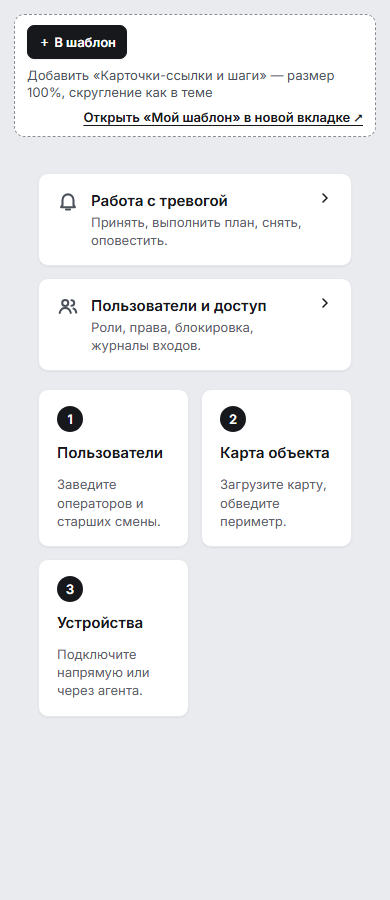 + В шаблон
Добавить «Карточки-ссылки и шаги» — размер
100%, скругление как в теме
Открыть «Мой шаблон» в новой вкладке ↗
Работа с тревогой
Принять, выполнить план, снять,
оповестить.
Пользователи и доступ
Роли, права, блокировка,
журналы входов.
1
Пользователи
Заведите
операторов и
старших смены.
2
Карта объекта
Загрузите карту,
обведите
периметр.
3
Устройства
Подключите
напрямую или
через агента.